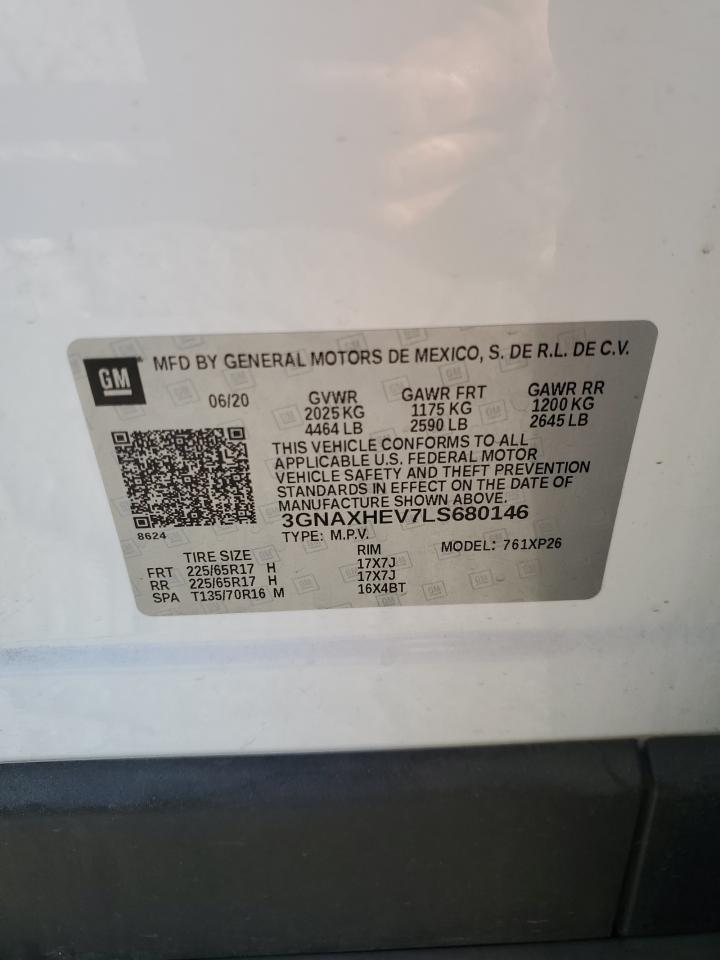 GM
MFD BY GENERAL MOTORS DE MEXICO, S. DE R.L. DE C.V.
06/20 GVWR GAWR FRT GAWR RR
2025 KG 1175 KG 1200 KG
4464 LB 2590 LB 2645 LB
THIS VEHICLE CONFORMS TO ALL
APPLICABLE U.S. FEDERAL MOTOR
VEHICLE SAFETY AND THEFT PREVENTION
STANDARDS IN EFFECT ON THE DATE OF
MANUFACTURE SHOWN ABOVE.
8624
3GNAXHEV7LS680146
TYPE: M.P.V. MODEL: 761XP26
TIRE SIZE RIM
FRT 225/65R17 H 17X7J
RR 225/65R17 H 17X7J
SPA T135/70R16 M 16X4BT